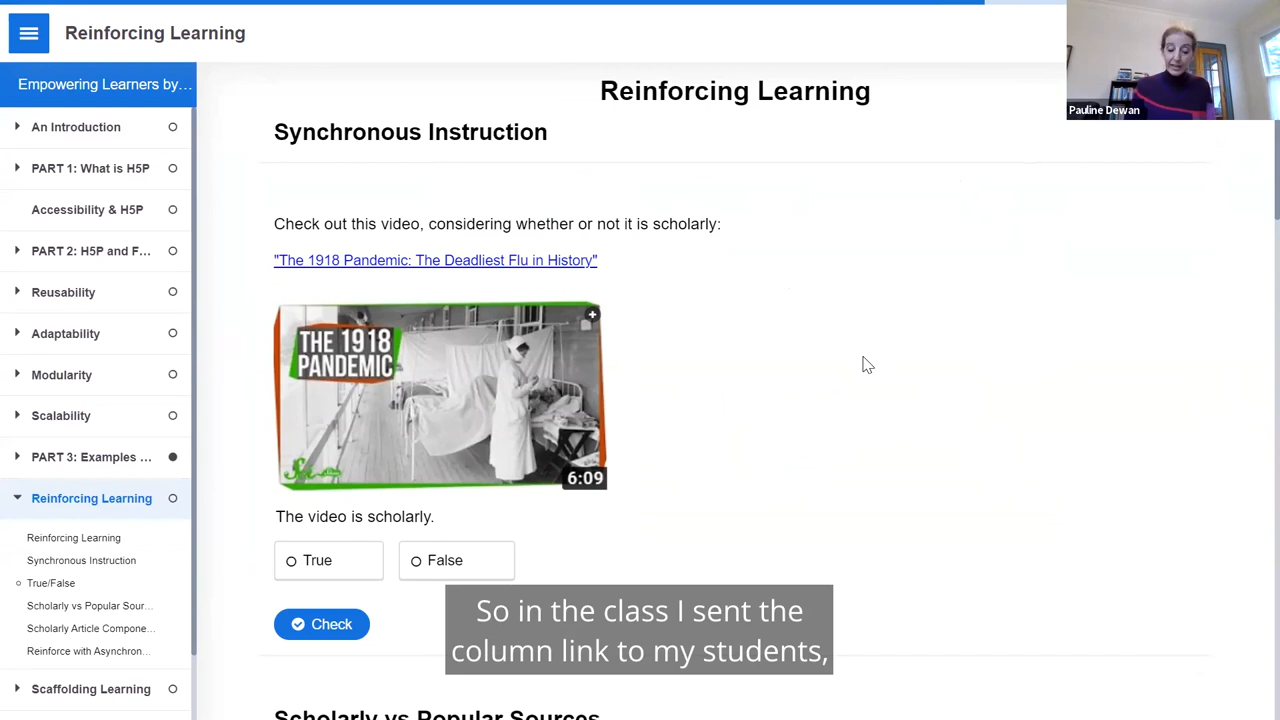 Reinforcing Learning
Pauline Dewan
Empowering Learners by...
An Introduction
PART 1: What is H5P
Accessibility & H5P
PART 2: H5P and F...
Reusability
Adaptability
Modularity
Scalability
PART 3: Examples ...
Reinforcing Learning
Reinforcing Learning
Synchronous Instruction
True/False
Scholarly vs Popular Sour...
Scholarly Article Compone...
Reinforce with Asynchron...
Scaffolding Learning
Reinforcing Learning
Synchronous Instruction
Check out this video, considering whether or not it is scholarly:
"The 1918 Pandemic: The Deadliest Flu in History"
THE 1918
PANDEMIC
6:09
The video is scholarly.
True
False
Check
So in the class I sent the
column link to my students,
Scholarly vs Popular Sources